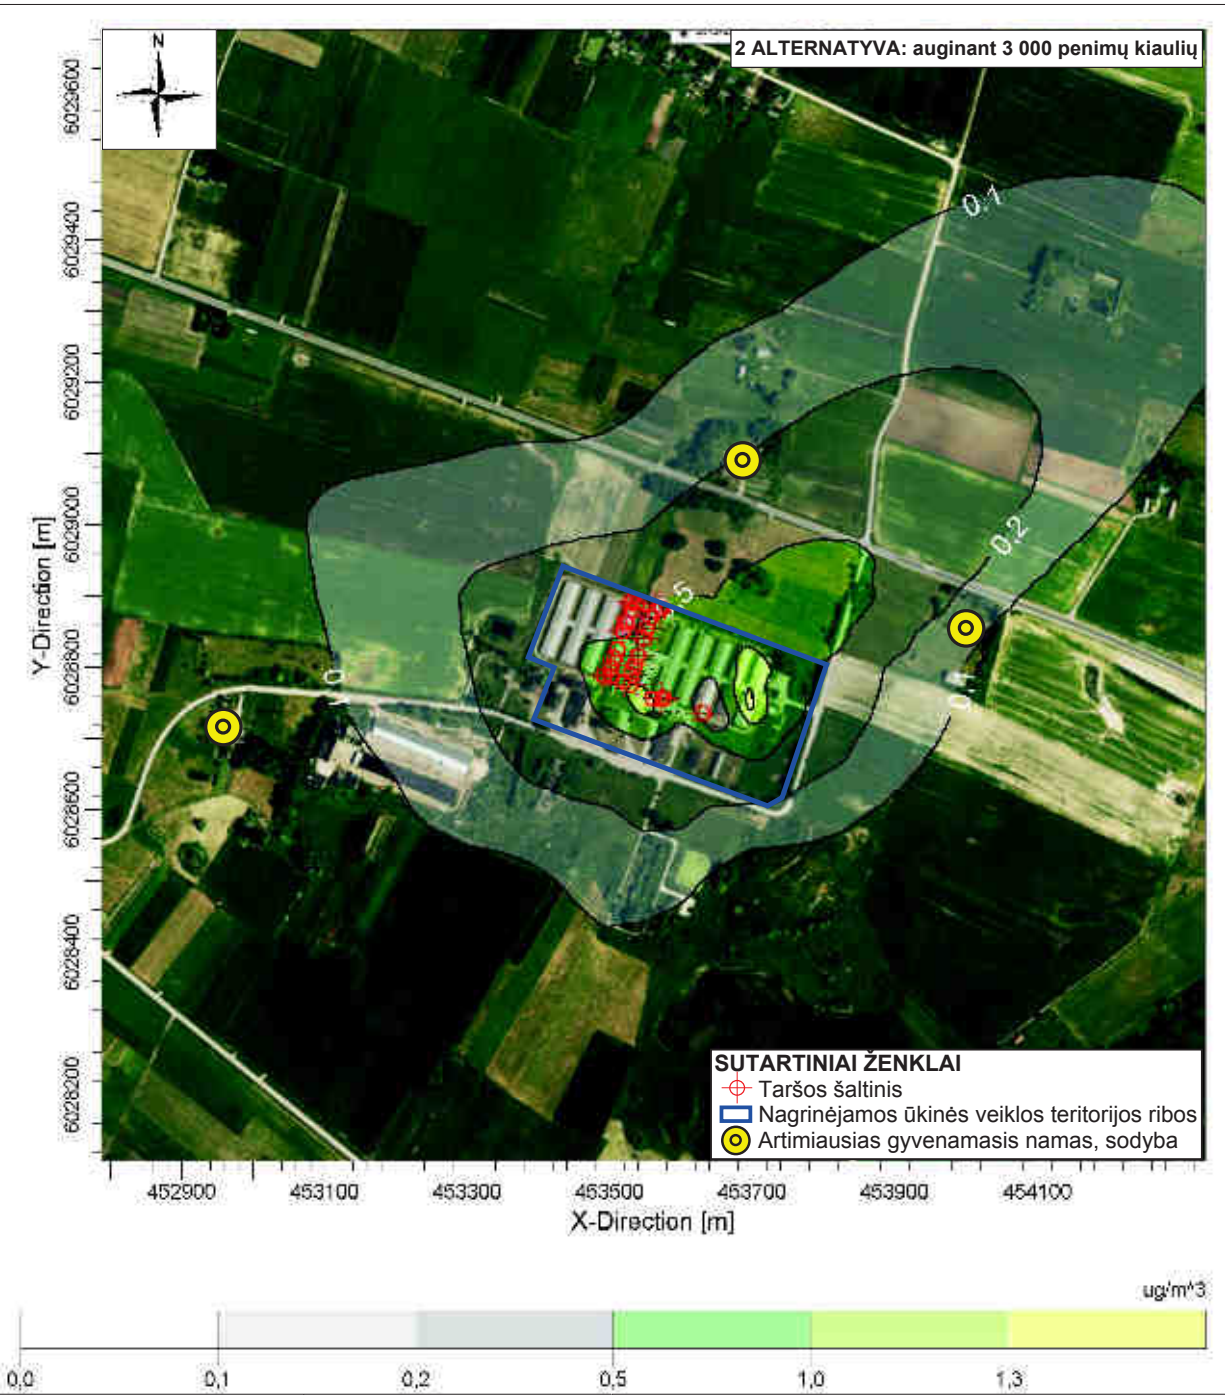 N
2 ALTERNATYVA: auginant 3 000 penimų kiaulių
6029600
6029400
6029200
6029000
6028800
6028600
6028400
6028200
Y-Direction [m]
0.1
0.2
5
0.1
0.1
SUTARTINIAI ŽENKLAI
Taršos šaltinis
Nagrinėjamos ūkinės veiklos teritorijos ribos
Artimiausias gyvenamasis namas, sodyba
452900 453100 453300 453500 453700 453900 454100
X-Direction [m]
ug/m^3
0,0 0,1 0,2 0,5 1,0 1,3